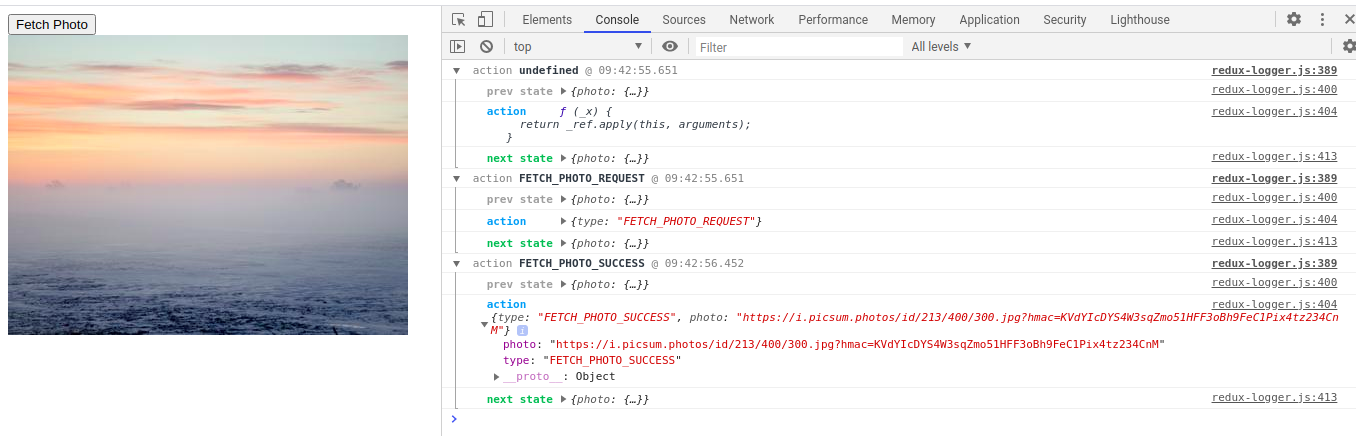 Fetch Photo
Elements Console Sources Network Performance Memory Application Security Lighthouse
top Filter All levels
action undefined @ 09:42:55.651 redux-logger.js:389
prev state {photo: {…}} redux-logger.js:400
action ƒ (_x) { redux-logger.js:404
return _ref.apply(this, arguments);
}
next state {photo: {…}} redux-logger.js:413
action FETCH_PHOTO_REQUEST @ 09:42:55.651 redux-logger.js:389
prev state {photo: {…}} redux-logger.js:400
action {type: "FETCH_PHOTO_REQUEST"} redux-logger.js:404
next state {photo: {…}} redux-logger.js:413
action FETCH_PHOTO_SUCCESS @ 09:42:56.452 redux-logger.js:389
prev state {photo: {…}} redux-logger.js:400
action redux-logger.js:404
{type: "FETCH_PHOTO_SUCCESS", photo: "https://i.picsum.photos/id/213/400/300.jpg?hmac=KVdYIcDYS4W3sqZmo51HFF3oBh9FeC1Pix4tz234Cn
M"} i
photo: "https://i.picsum.photos/id/213/400/300.jpg?hmac=KVdYIcDYS4W3sqZmo51HFF3oBh9FeC1Pix4tz234CnM"
type: "FETCH_PHOTO_SUCCESS"
__proto__: Object
next state {photo: {…}} redux-logger.js:413